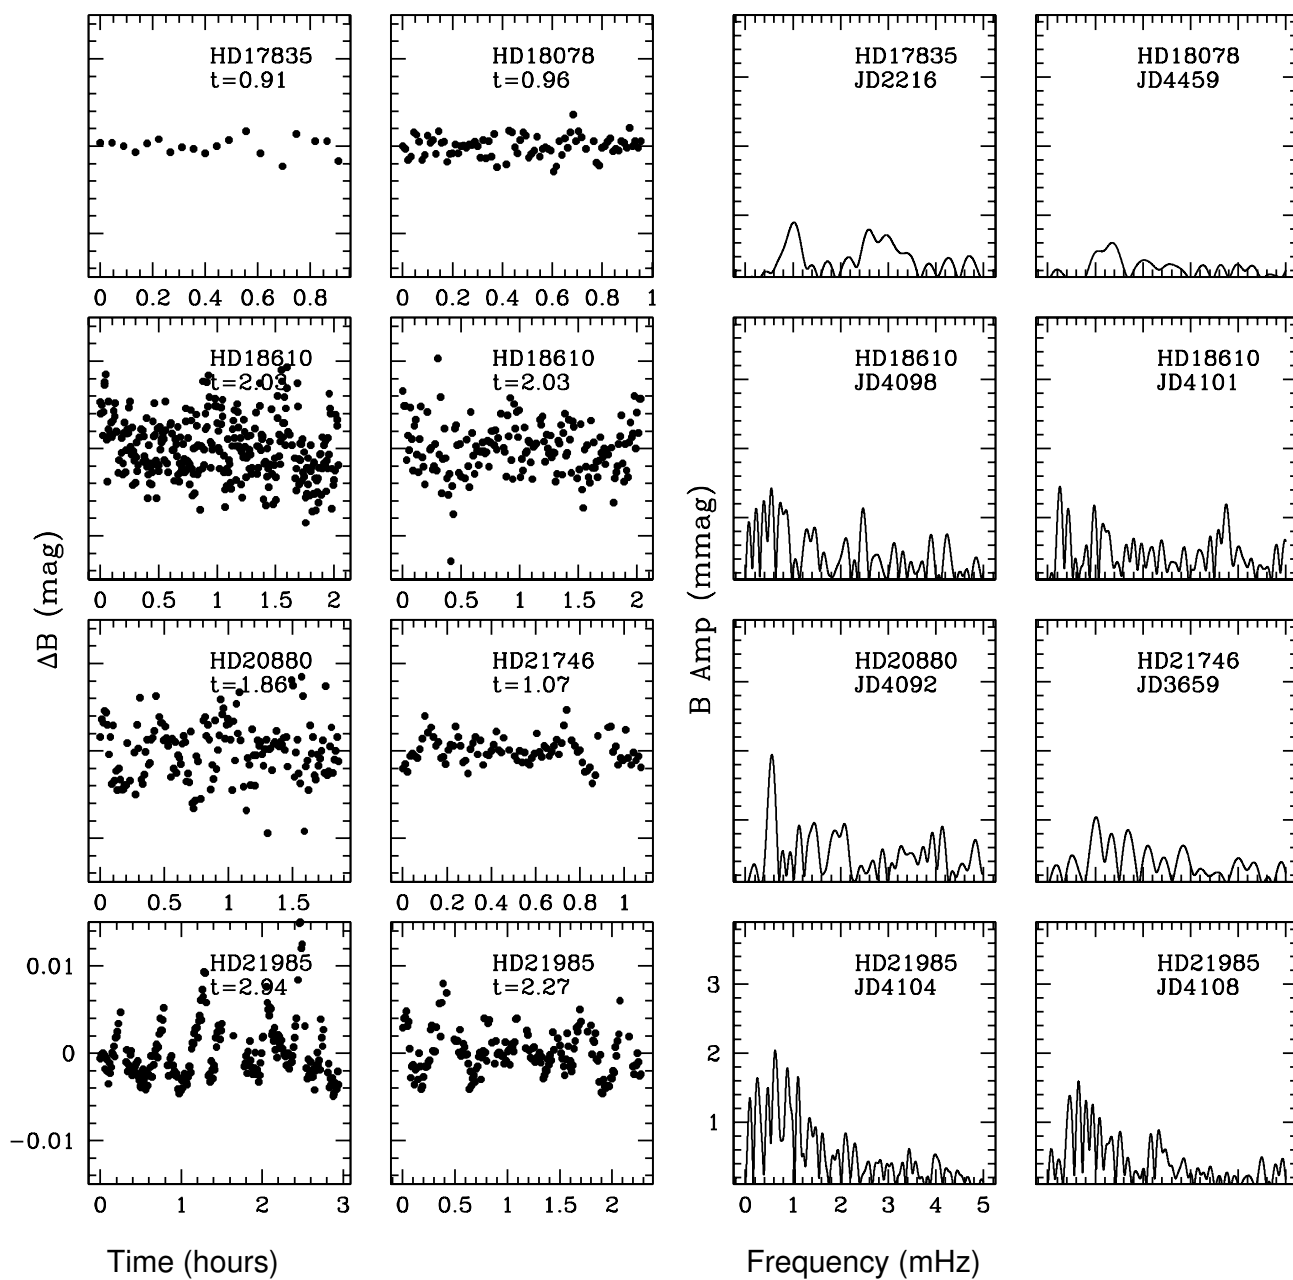 HD17835
t=0.91
HD18078
t=0.96
HD17835
JD2216
HD18078
JD4459
0 0.2 0.4 0.6 0.8
0 0.2 0.4 0.6 0.8 1
HD18610
t=2.03
HD18610
t=2.03
HD18610
JD4098
HD18610
JD4101
0 0.5 1 1.5 2
0 0.5 1 1.5 2
ΔB (mag)
B Amp (mmag)
HD20880
t=1.86
HD21746
t=1.07
HD20880
JD4092
HD21746
JD3659
0 0.5 1 1.5
0 0.2 0.4 0.6 0.8 1
HD21985
t=2.94
HD21985
t=2.27
HD21985
JD4104
HD21985
JD4108
0.01
0
−0.01
3
2
1
0 1 2 3
0 0.5 1 1.5 2
0 1 2 3 4 5
Time (hours)
Frequency (mHz)